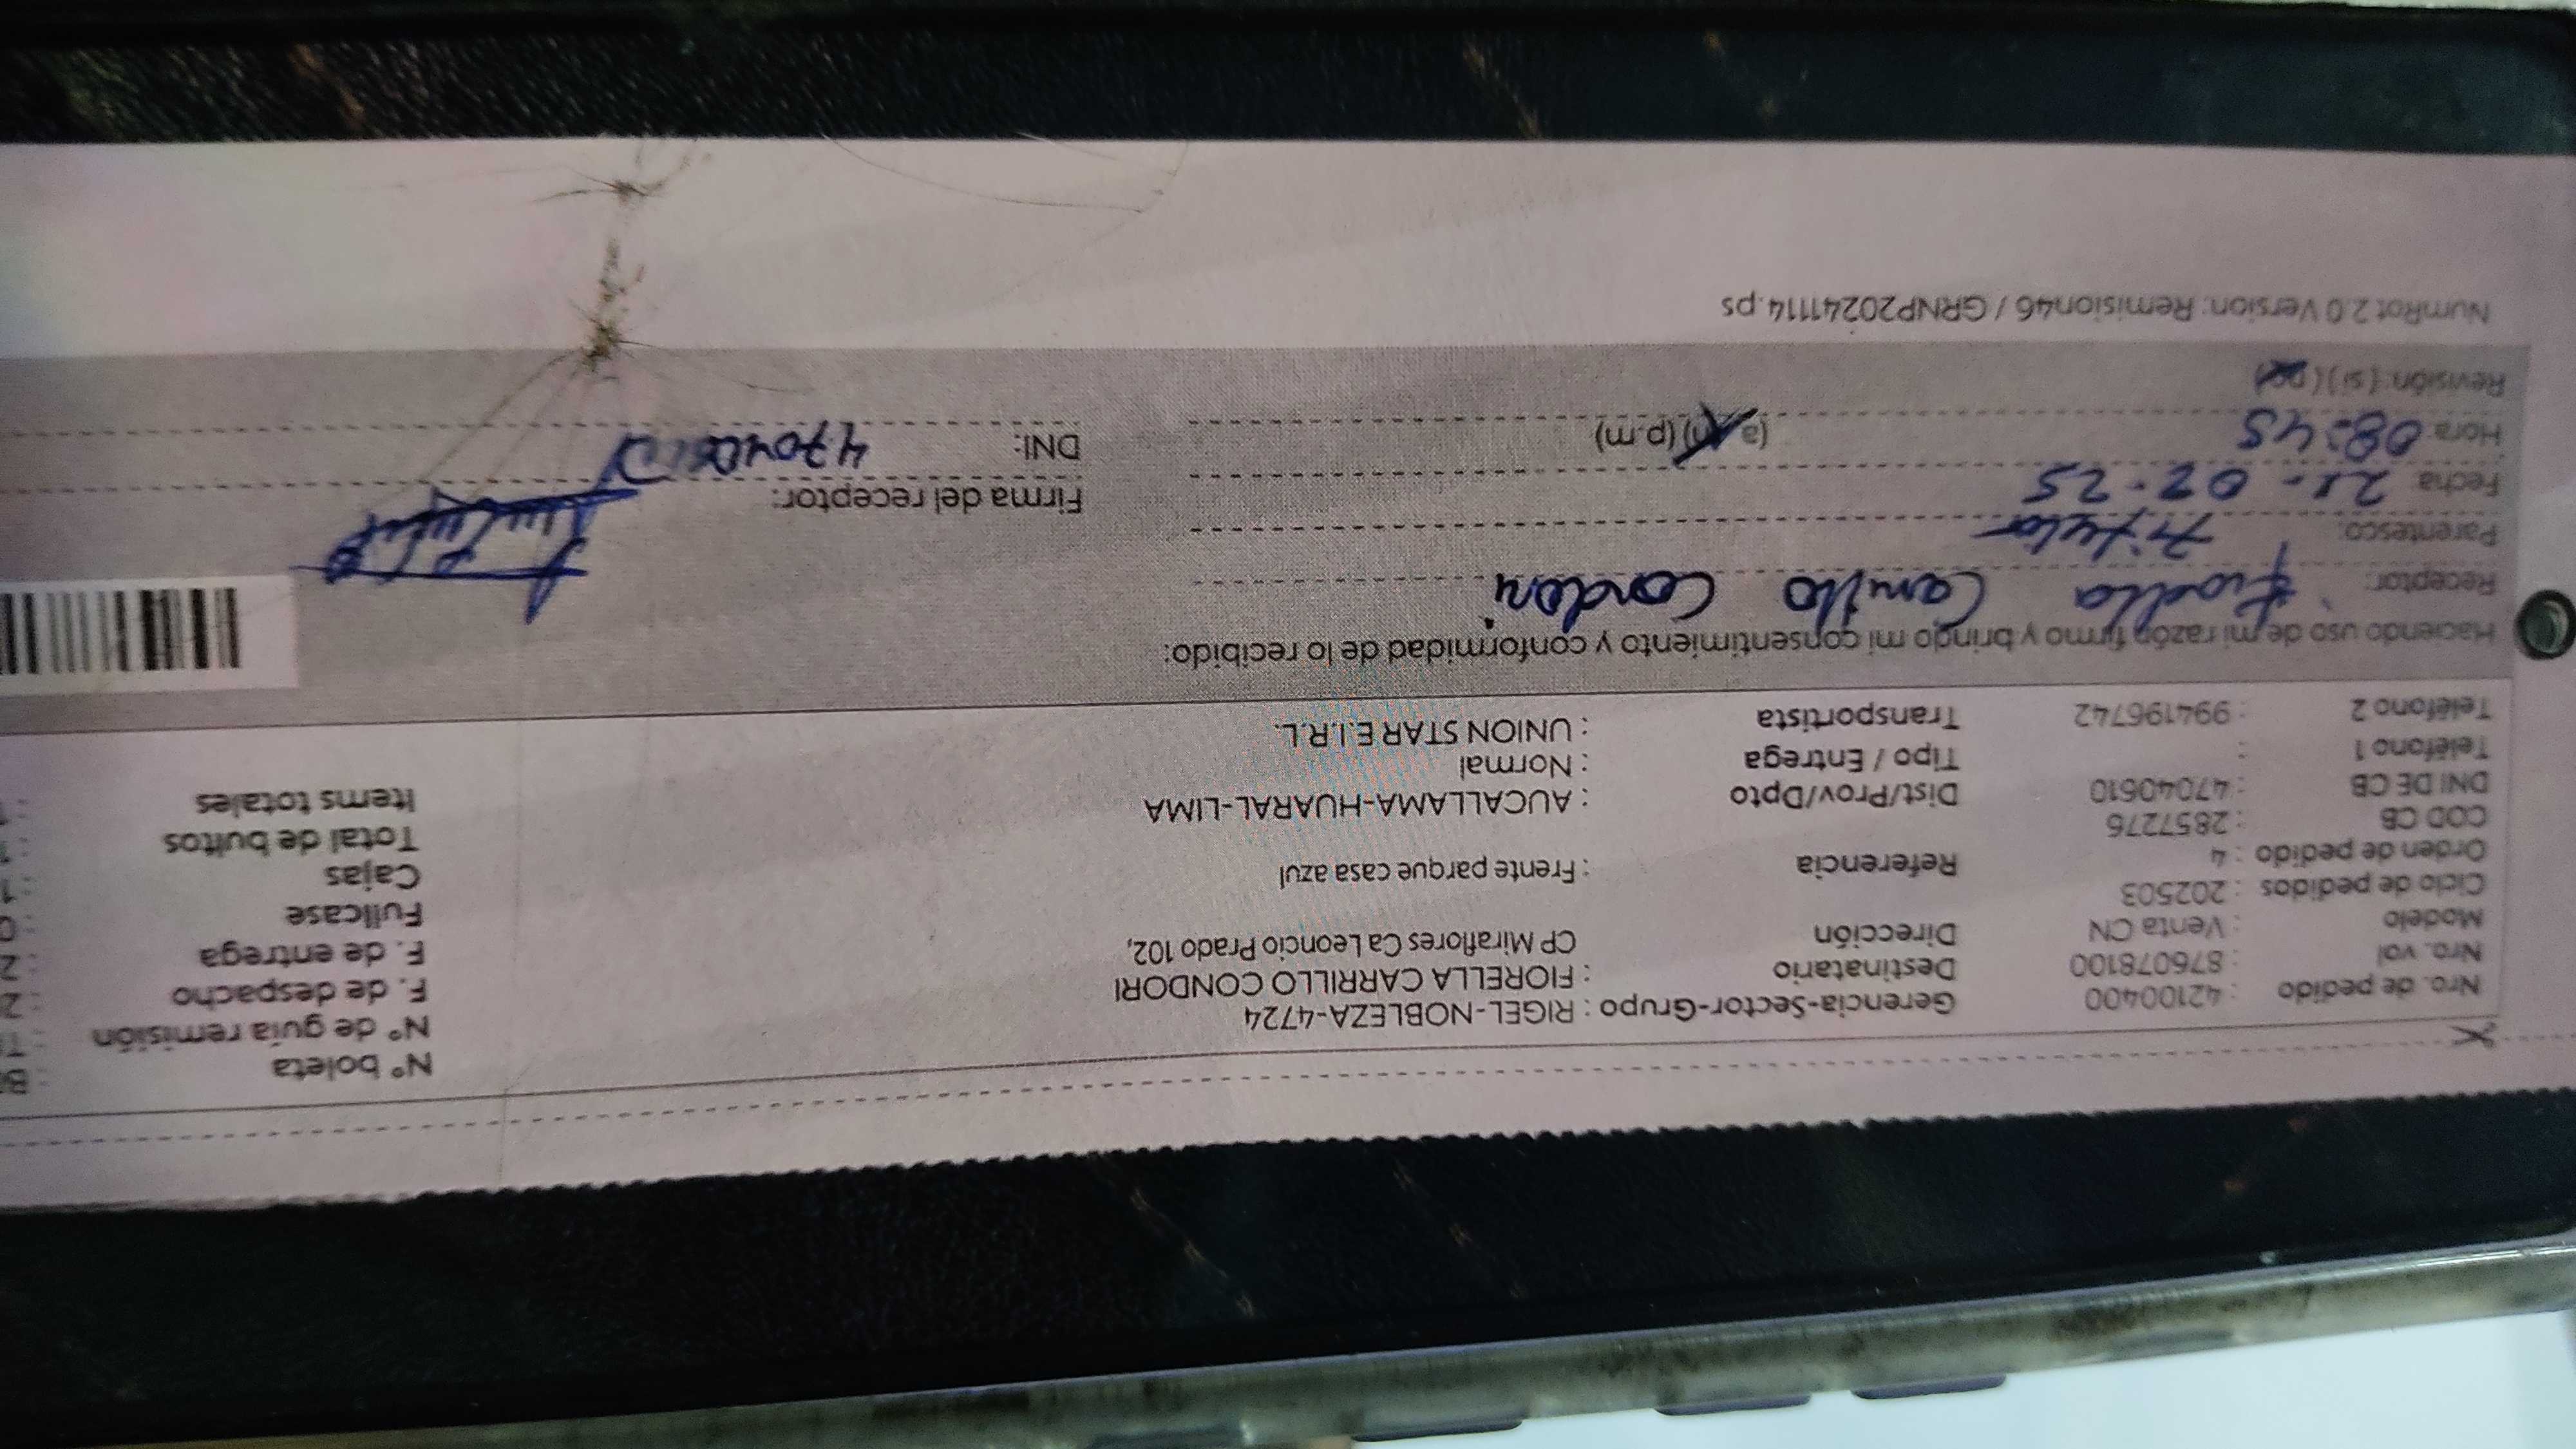 Nro. de pedido : 42100400 Gerencia-Sector-Grupo : RIGEL-NOBLEZA-4724 N° boleta
Nro. vol : 876078100 Destinatario : FIORELLA CARRILLO CONDORI N° de guía remisión
Modelo : Venta CN Dirección CP Miraflores Ca Leoncio Prado 102, F. de despacho
Ciclo de pedidos : 202503 F. de entrega
Orden de pedido : 4 Referencia : Frente parque casa azul Fullcase
COD CB : 2857276 Cajas
DNI DE CB : 47040610 Dist/Prov/Dpto : AUCALLAMA-HUARAL-LIMA Total de bultos
Teléfono 1 : Tipo / Entrega : Normal Items totales
Teléfono 2 : 994196742 Transportista : UNION STAR E.I.R.L.
Haciendo uso de mi razón firmo y brindo mi consentimiento y conformidad de lo recibido:
Receptor: Fiorella Carrillo Condori
Parentesco: Titular
Fecha 21-02-25 Firma del receptor:
Hora 08:45 (a.m) (p.m) DNI:
Revisión: (si) (no)
NumRot 2.0 Version: Remision46 / GRNP20241114.ps